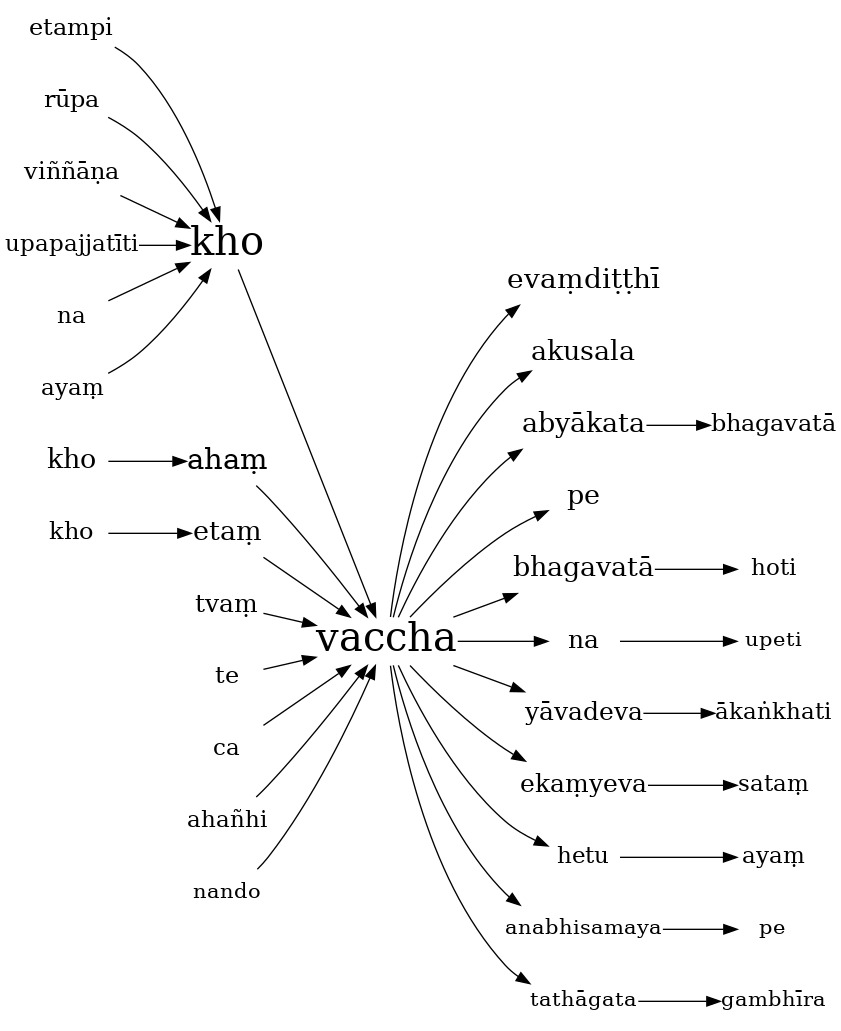 etampi
rūpa
viññāṇa
upapajjatīti
kho
evaṃdiṭṭhī
na
akusala
ayaṃ
abyākata bhagavatā
kho ahaṃ
pe
kho etaṃ
bhagavatā hoti
tvaṃ
vaccha
na upeti
te
yāvadeva ākaṅkhati
ca
ekaṃyeva sataṃ
ahañhi
hetu ayaṃ
nando
anabhisamaya pe
tathāgata gambhīra